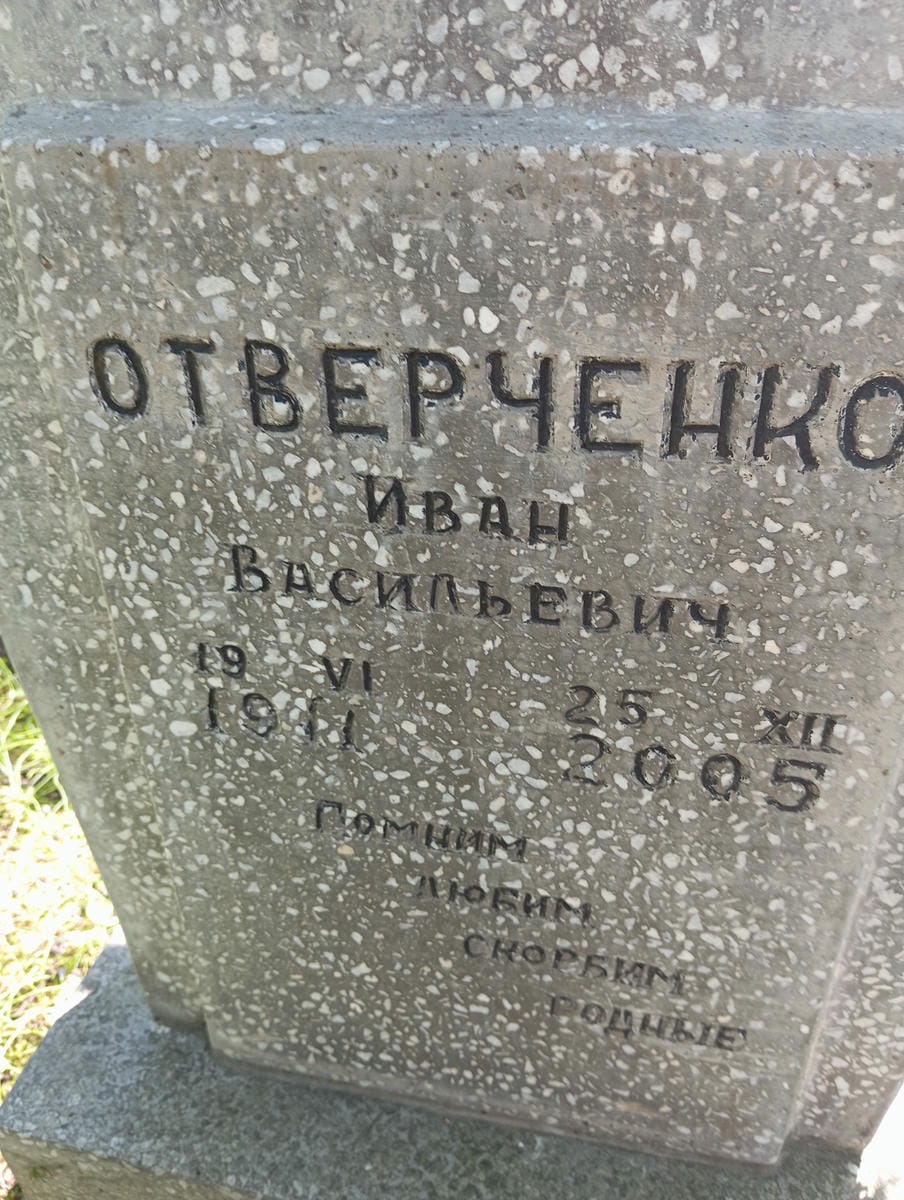 ОТВЕРЧЕНКО
Иван
Васильевич
19 VI 25 XII
1911 2005
Помним
любим
скорбим
родные